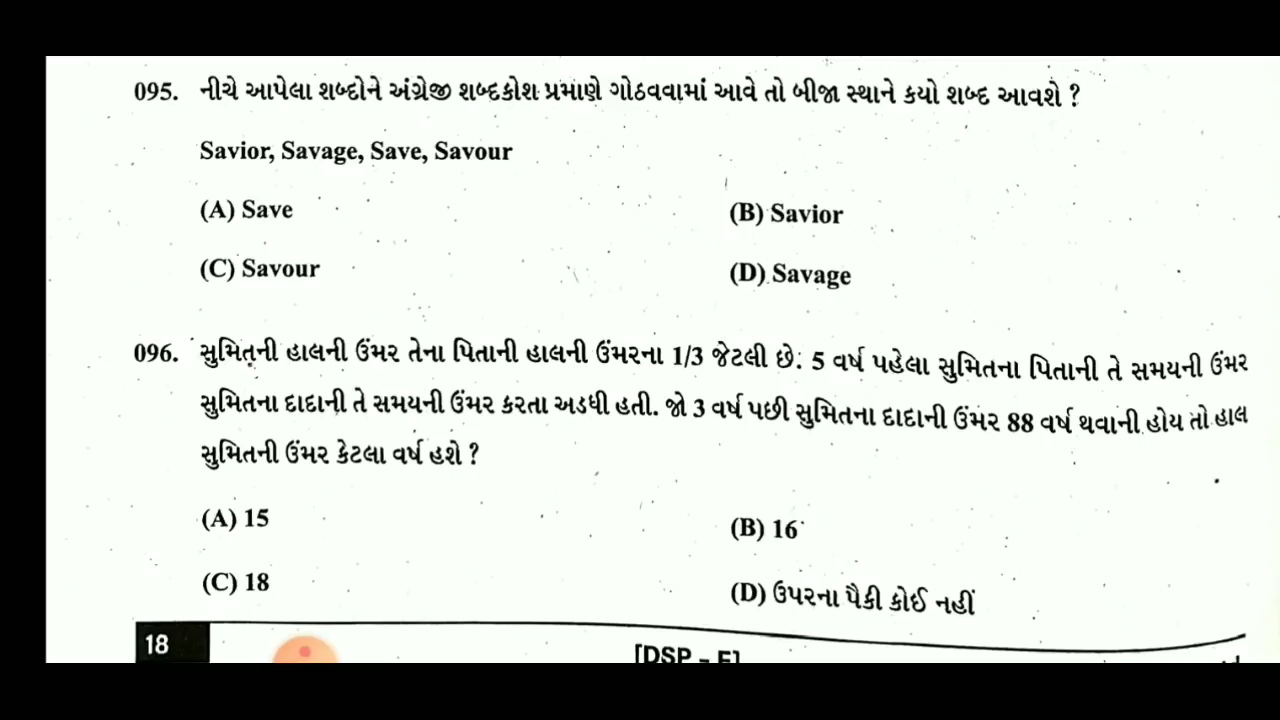 095. નીચે આપેલા શબ્દોને અંગ્રેજી શબ્દકોશ પ્રમાણે ગોઠવવામાં આવે તો બીજા સ્થાને કયો શબ્દ આવશે ?
Savior, Savage, Save, Savour
(A) Save (B) Savior
(C) Savour (D) Savage
096. સુમિતની હાલની ઉંમર તેના પિતાની હાલની ઉંમરના 1/3 જેટલી છે. 5 વર્ષ પહેલા સુમિતના પિતાની તે સમયની ઉંમર
સુમિતના દાદાની તે સમયની ઉંમર કરતા અડધી હતી. જો 3 વર્ષ પછી સુમિતના દાદાની ઉંમર 88 વર્ષ થવાની હોય તો હાલ
સુમિતની ઉંમર કેટલા વર્ષ હશે ?
(A) 15 (B) 16
(C) 18 (D) ઉપરના પૈકી કોઈ નહીં
18 [DSP – F]